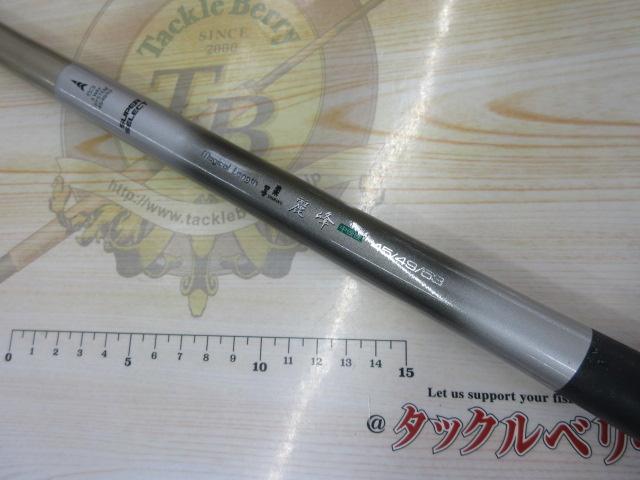 Tackle Berry
SINCE
2000
TB
http://www.tackleberry
SUPER
SELECT
Magical Length
麗峰
45/49/53
0 1 2 3 4 5 6 7 8 9 10 11 12 13 14 15
Let us support your fis
@タックルベリ